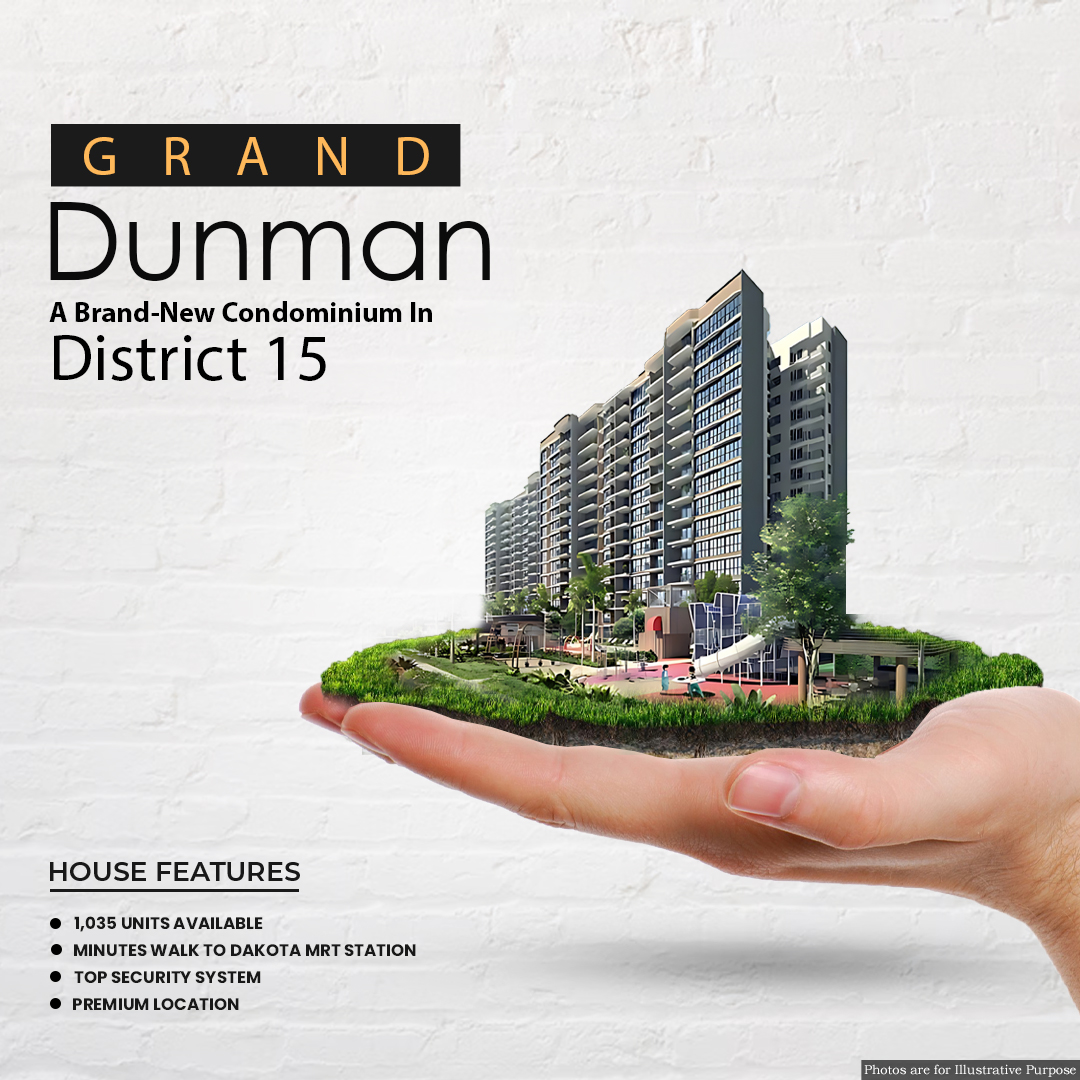 GRAND
Dunman
A Brand-New Condominium In
District 15
HOUSE FEATURES
1,035 UNITS AVAILABLE
MINUTES WALK TO DAKOTA MRT STATION
TOP SECURITY SYSTEM
PREMIUM LOCATION
Photos are for Illustrative Purpose